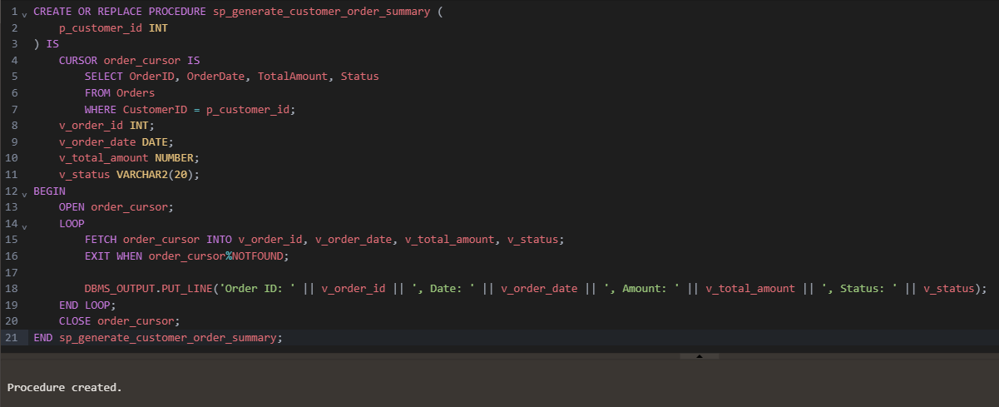 1 CREATE OR REPLACE PROCEDURE sp_generate_customer_order_summary (
2     p_customer_id INT
3 ) IS
4     CURSOR order_cursor IS
5         SELECT OrderID, OrderDate, TotalAmount, Status
6         FROM Orders
7         WHERE CustomerID = p_customer_id;
8     v_order_id INT;
9     v_order_date DATE;
10     v_total_amount NUMBER;
11     v_status VARCHAR2(20);
12 BEGIN
13     OPEN order_cursor;
14     LOOP
15         FETCH order_cursor INTO v_order_id, v_order_date, v_total_amount, v_status;
16         EXIT WHEN order_cursor%NOTFOUND;
17
18         DBMS_OUTPUT.PUT_LINE('Order ID: ' || v_order_id || ', Date: ' || v_order_date || ', Amount: ' || v_total_amount || ', Status: ' || v_status);
19     END LOOP;
20     CLOSE order_cursor;
21 END sp_generate_customer_order_summary;
Procedure created.